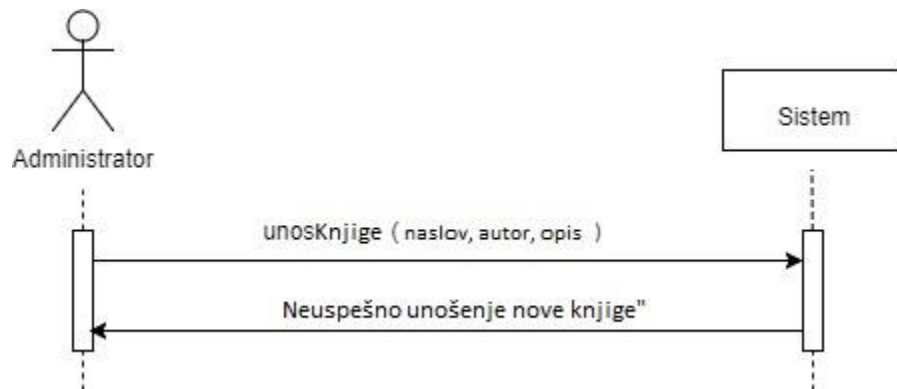 Sistem
Administrator
unosKnjige ( naslov, autor, opis )
Neuspešno unošenje nove knjige"